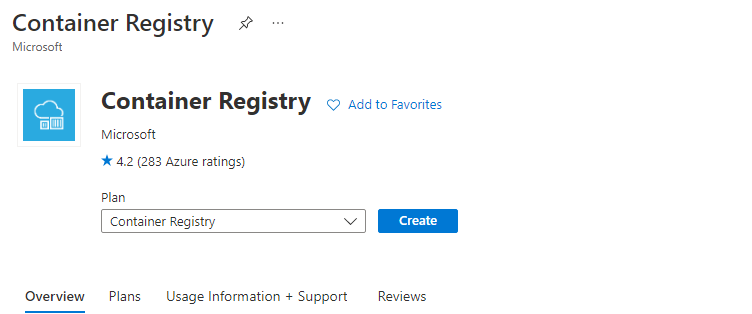 Container Registry
Microsoft
Container Registry
Add to Favorites
Microsoft
4.2 (283 Azure ratings)
Plan
Container Registry
Create
Overview
Plans
Usage Information + Support
Reviews